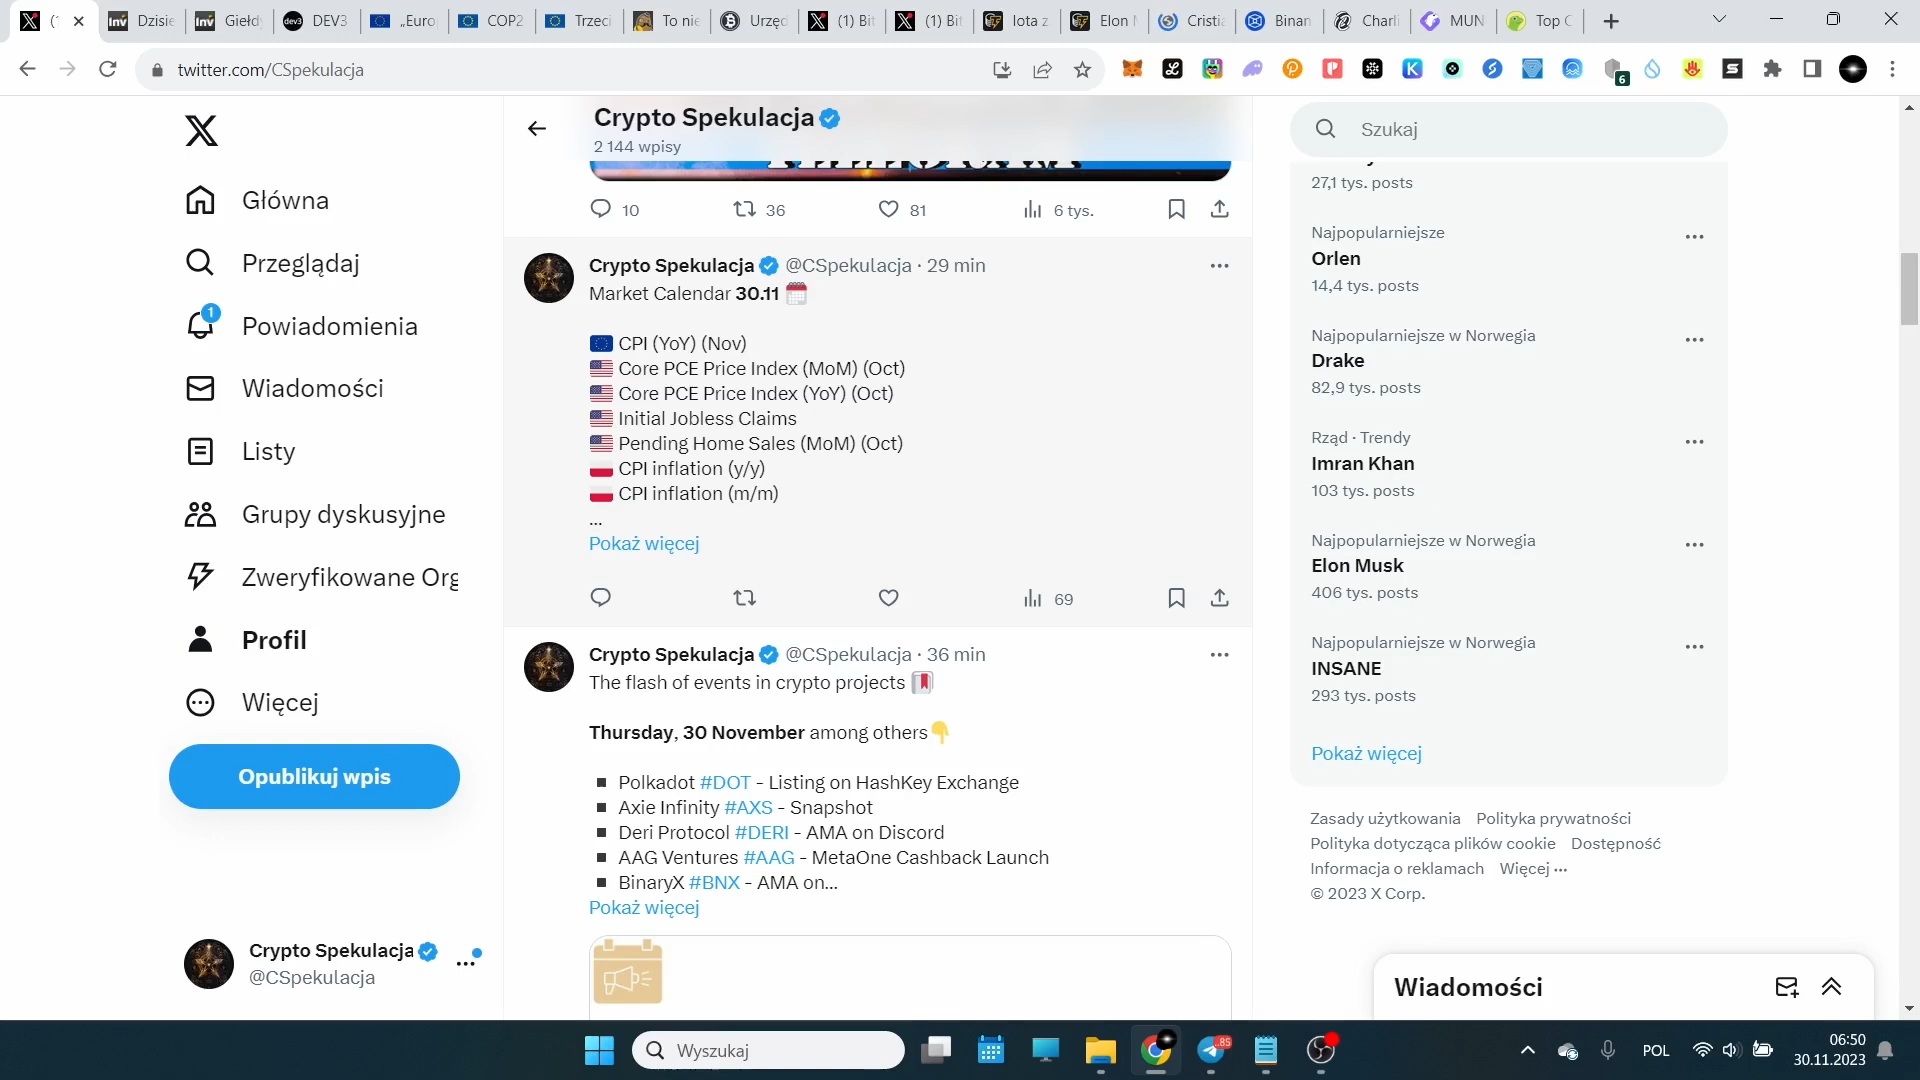 (
Dzisie
Giełdy
DEV3
„Euro
COP2
Trzeci
To nie
Urzęd
(1) Bit
(1) Bit
Iota z
Elon M
Cristia
Binan
Charli
MUN
Top C
twitter.com/CSpekulacja
6
Główna
Przeglądaj
1
Powiadomienia
Wiadomości
Listy
Grupy dyskusyjne
Zweryfikowane Org
Profil
Więcej
Opublikuj wpis
Crypto Spekulacja
@CSpekulacja
Crypto Spekulacja
2 144 wpisy
10 36 81 6 tys.
Crypto Spekulacja @CSpekulacja · 29 min
Market Calendar 30.11
CPI (YoY) (Nov)
Core PCE Price Index (MoM) (Oct)
Core PCE Price Index (YoY) (Oct)
Initial Jobless Claims
Pending Home Sales (MoM) (Oct)
CPI inflation (y/y)
CPI inflation (m/m)
...
Pokaż więcej
69
Crypto Spekulacja @CSpekulacja · 36 min
The flash of events in crypto projects
Thursday, 30 November among others
▪ Polkadot #DOT - Listing on HashKey Exchange
▪ Axie Infinity #AXS - Snapshot
▪ Deri Protocol #DERI - AMA on Discord
▪ AAG Ventures #AAG - MetaOne Cashback Launch
▪ BinaryX #BNX - AMA on...
Pokaż więcej
Szukaj
27,1 tys. posts
Najpopularniejsze
Orlen
14,4 tys. posts
Najpopularniejsze w Norwegia
Drake
82,9 tys. posts
Rząd · Trendy
Imran Khan
103 tys. posts
Najpopularniejsze w Norwegia
Elon Musk
406 tys. posts
Najpopularniejsze w Norwegia
INSANE
293 tys. posts
Pokaż więcej
Zasady użytkowania Polityka prywatności
Polityka dotycząca plików cookie Dostępność
Informacja o reklamach Więcej ···
© 2023 X Corp.
Wiadomości
Wyszukaj
85
POL
06:50
30.11.2023